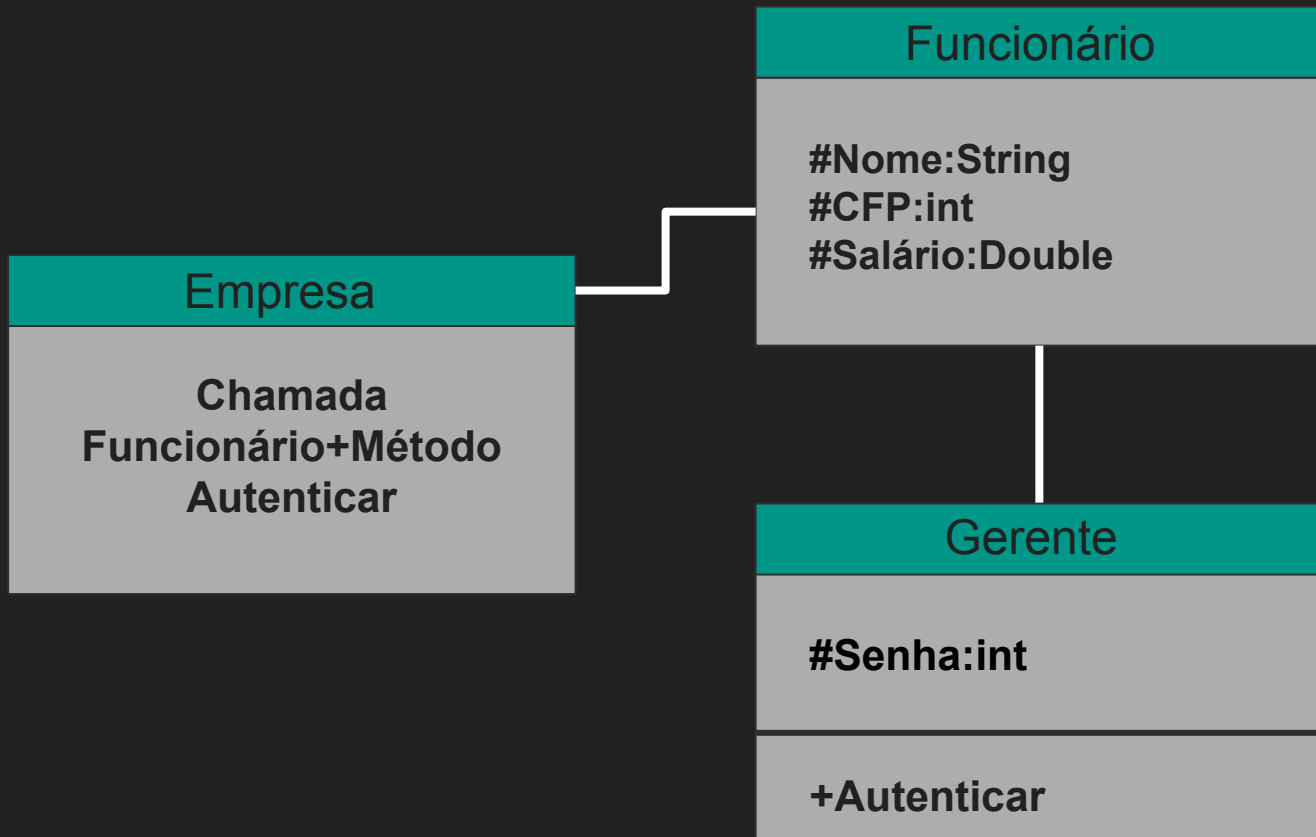 Funcionário
#Nome:String
#CFP:int
#Salário:Double
Empresa
Chamada
Funcionário+Método
Autenticar
Gerente
#Senha:int
+Autenticar